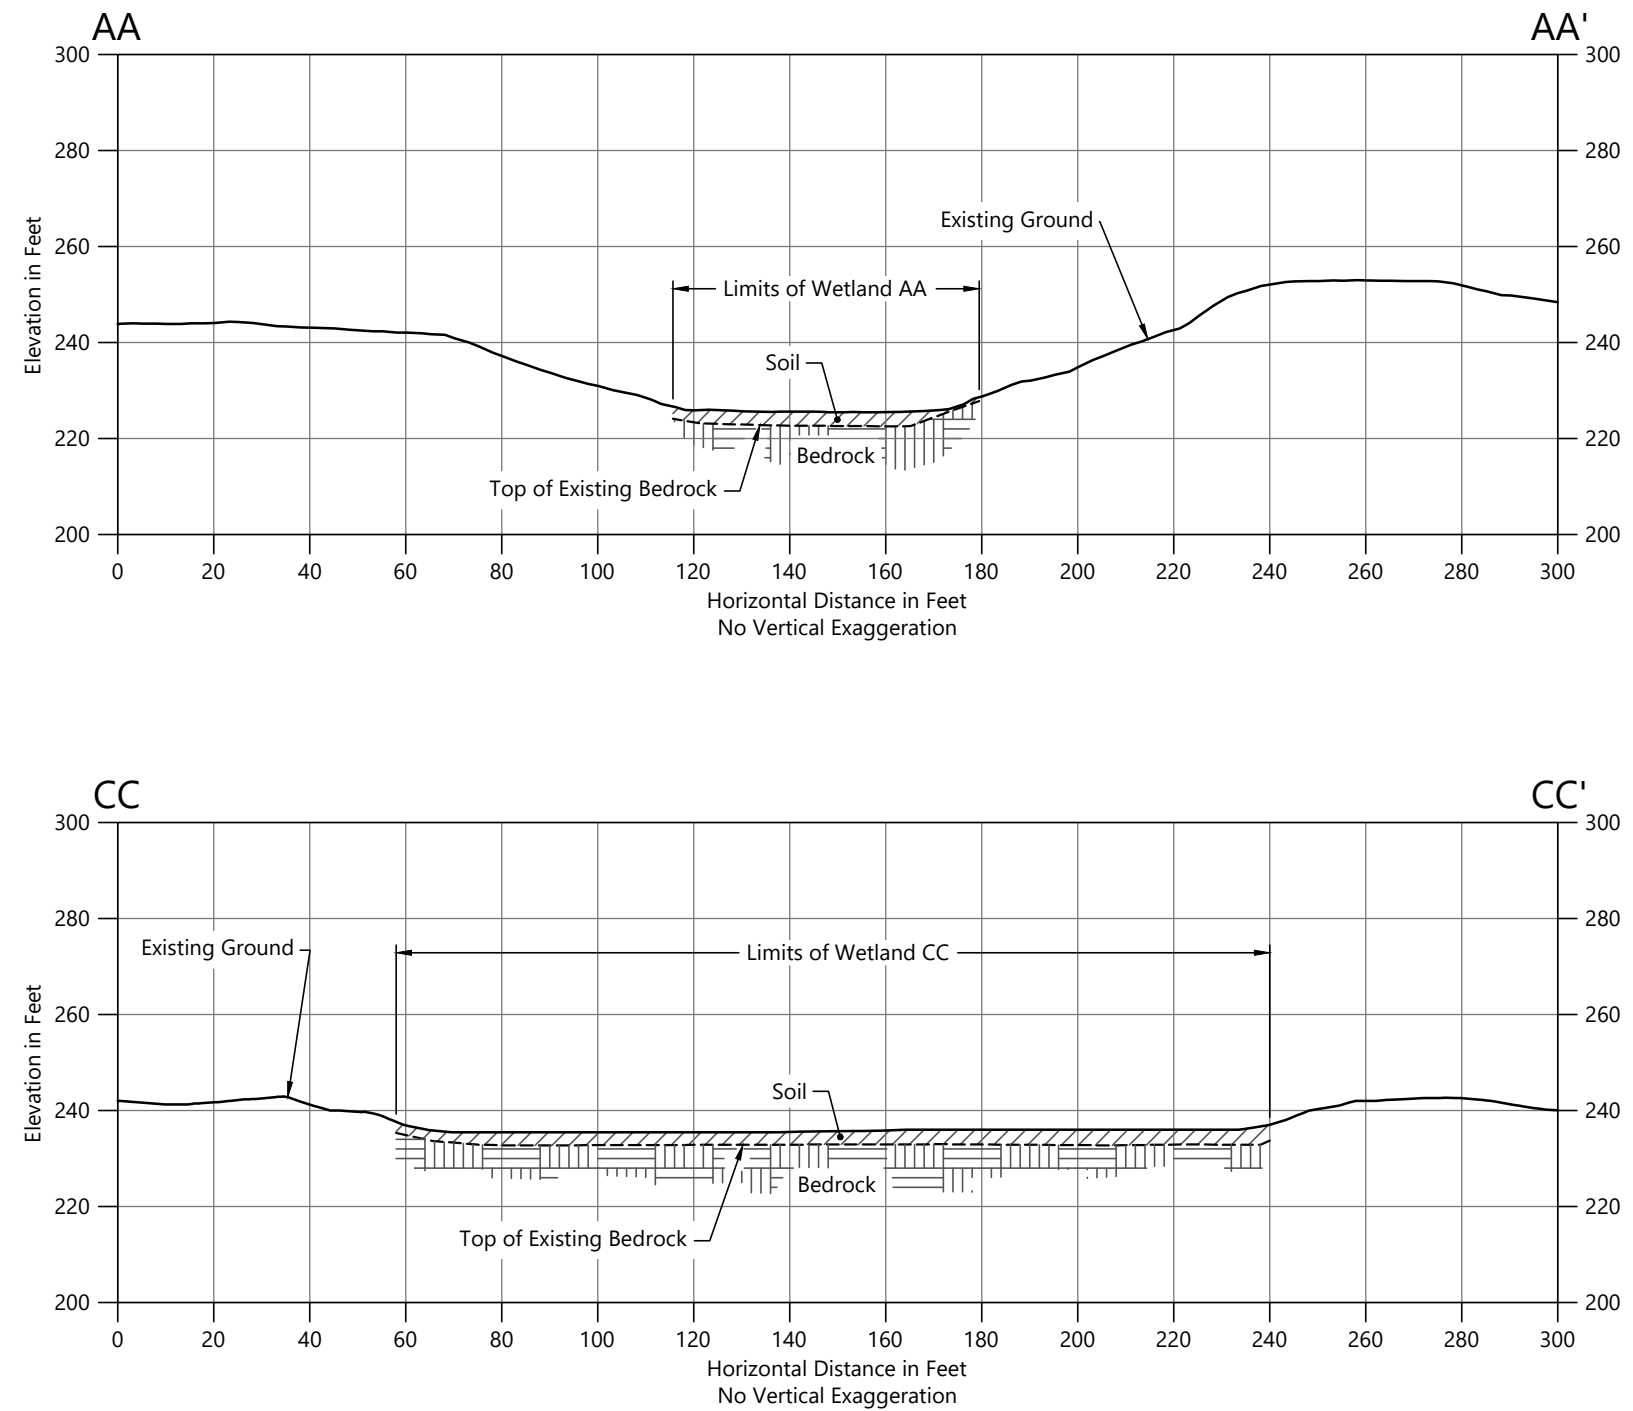 AA AA'
300 300
280 280
Existing Ground
260 260
Limits of Wetland AA
Elevation in Feet
240 240
Soil
220 220
Bedrock
Top of Existing Bedrock
200 200
0 20 40 60 80 100 120 140 160 180 200 220 240 260 280 300
Horizontal Distance in Feet
No Vertical Exaggeration
CC CC'
300 300
280 280
Existing Ground
Limits of Wetland CC
260 260
Elevation in Feet
Soil
240 240
Bedrock
220 220
Top of Existing Bedrock
200 200
0 20 40 60 80 100 120 140 160 180 200 220 240 260 280 300
Horizontal Distance in Feet
No Vertical Exaggeration